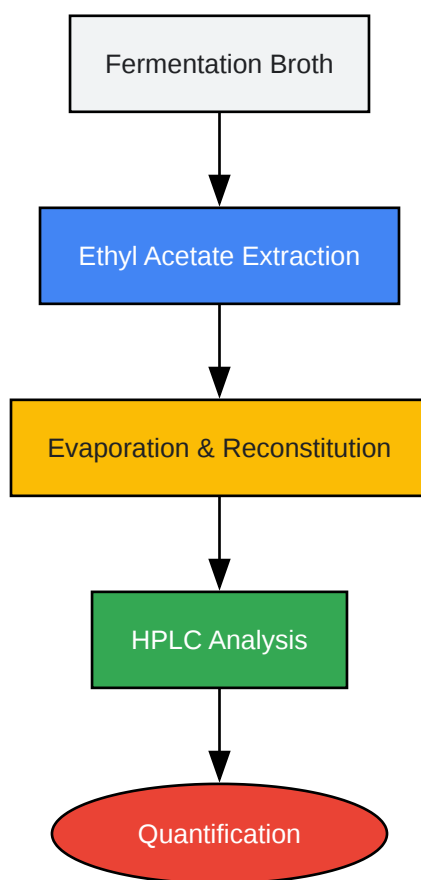 Fermentation Broth
Ethyl Acetate Extraction
Evaporation & Reconstitution
HPLC Analysis
Quantification